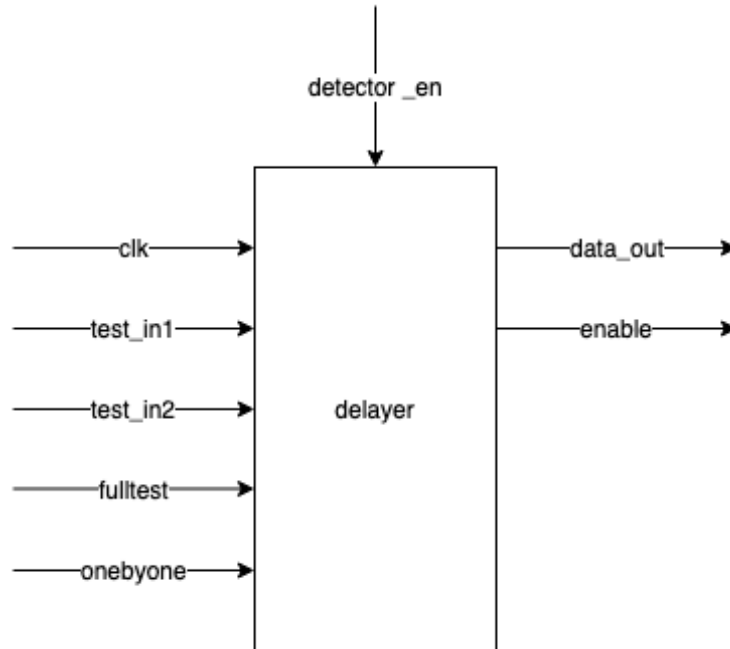 detector _en
clk
data_out
test_in1
enable
test_in2
delayer
fulltest
onebyone